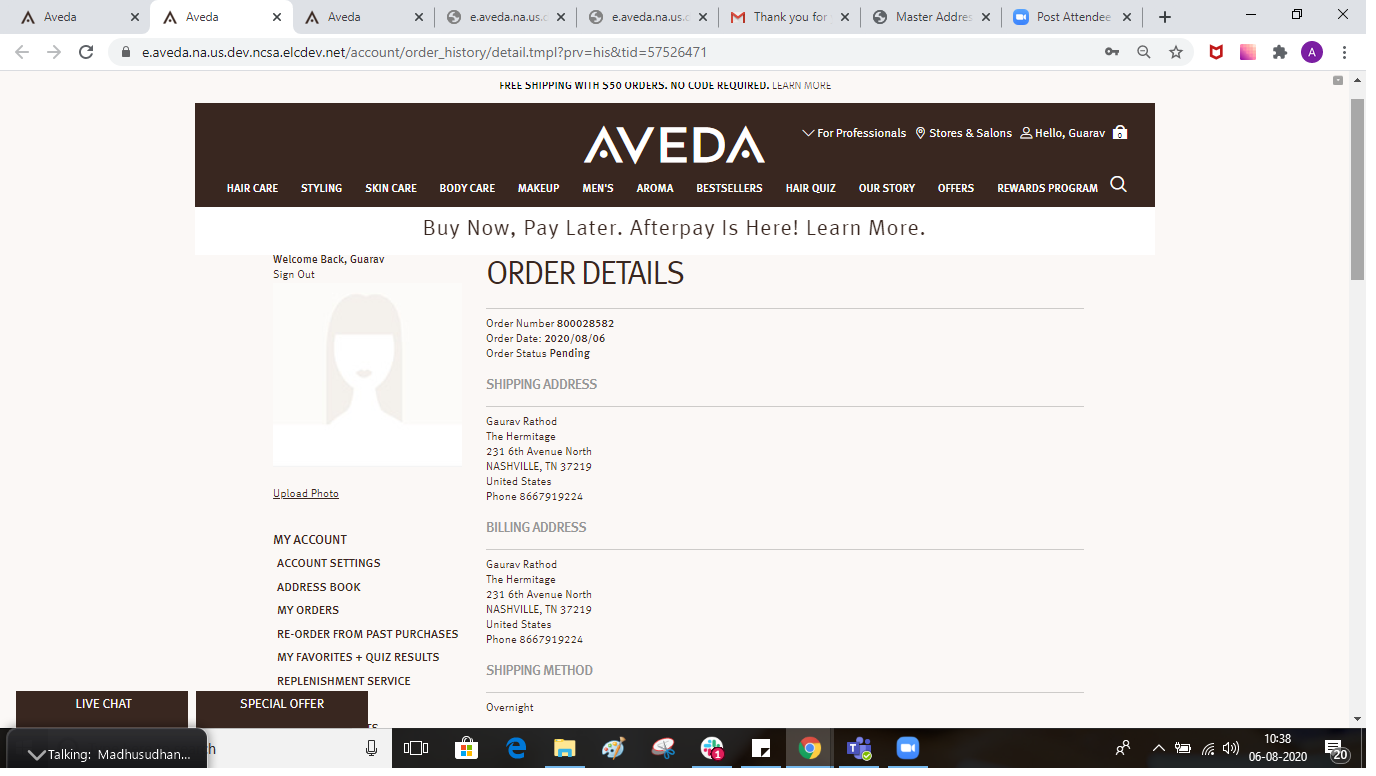 Aveda
Aveda
Aveda
e.aveda.na.us.d
e.aveda.na.us.d
Thank you for
Master Addres
Post Attendee
e.aveda.na.us.dev.ncsa.elcdev.net/account/order_history/detail.tmpl?prv=his&tid=57526471
A
FREE SHIPPING WITH $50 ORDERS. NO CODE REQUIRED. LEARN MORE
AVEDA
For Professionals
Stores & Salons
Hello, Guarav
0
HAIR CARE STYLING SKIN CARE BODY CARE MAKEUP MEN'S AROMA BESTSELLERS HAIR QUIZ OUR STORY OFFERS REWARDS PROGRAM
Buy Now, Pay Later. Afterpay Is Here! Learn More.
Welcome Back, Guarav
Sign Out
Upload Photo
MY ACCOUNT
ACCOUNT SETTINGS
ADDRESS BOOK
MY ORDERS
RE-ORDER FROM PAST PURCHASES
MY FAVORITES + QUIZ RESULTS
REPLENISHMENT SERVICE
ORDER DETAILS
Order Number 800028582
Order Date: 2020/08/06
Order Status Pending
SHIPPING ADDRESS
Gaurav Rathod
The Hermitage
231 6th Avenue North
NASHVILLE, TN 37219
United States
Phone 8667919224
BILLING ADDRESS
Gaurav Rathod
The Hermitage
231 6th Avenue North
NASHVILLE, TN 37219
United States
Phone 8667919224
SHIPPING METHOD
Overnight
LIVE CHAT
SPECIAL OFFER
Talking: Madhusudhan...
ch
1
10:38
06-08-2020
20